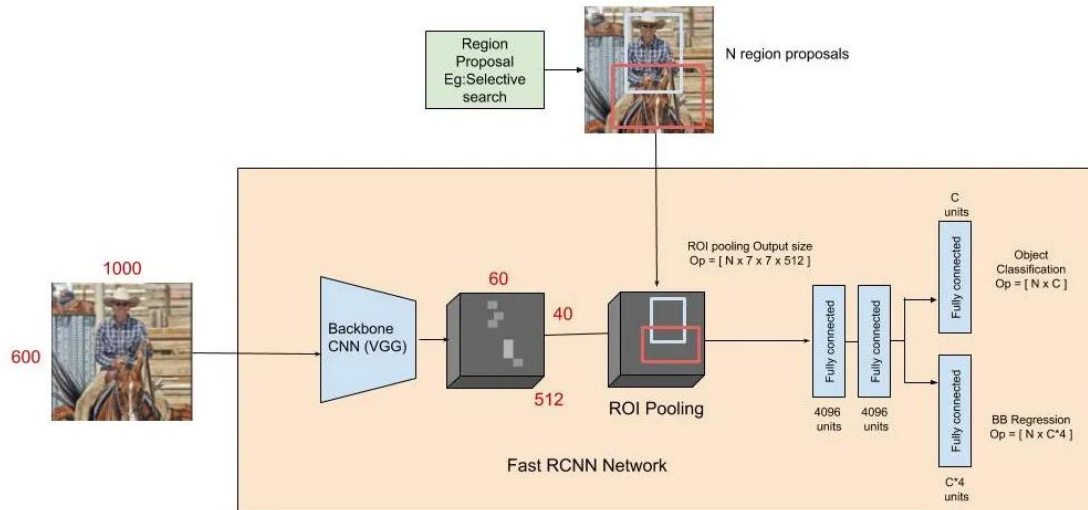 Region
Proposal
Eg:Selective
search
N region proposals
1000
600
Backbone
CNN (VGG)
60
40
512
ROI pooling Output size
Op = [ N x 7 x 7 x 512 ]
ROI Pooling
Fully connected
Fully connected
4096
units
4096
units
C
units
Fully connected
Object
Classification
Op = [ N x C ]
Fully connected
BB Regression
Op = [ N x C*4 ]
C*4
units
Fast RCNN Network